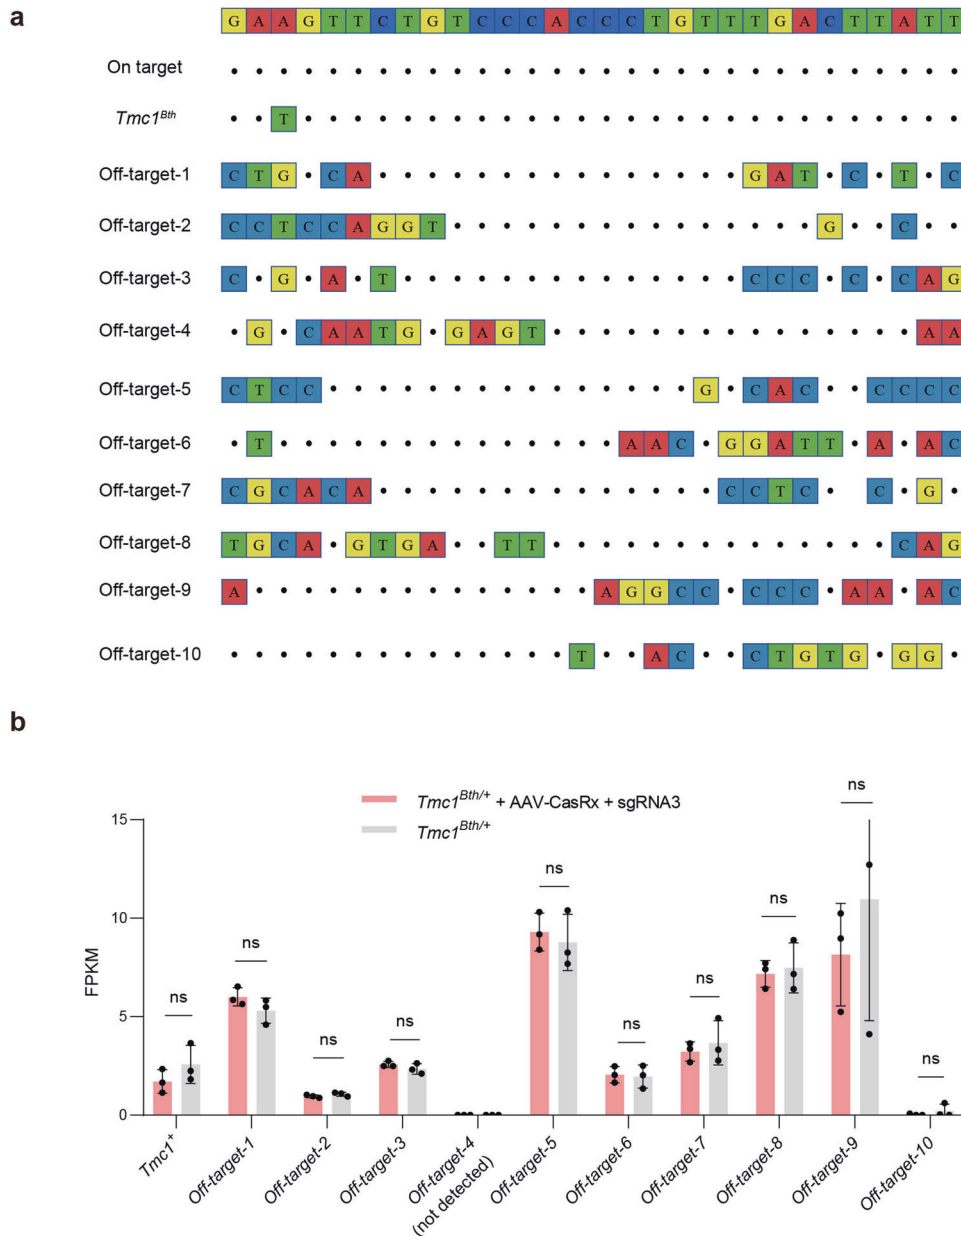 a
G A A G T T C T G T C C C A C C C T G T T T G A C T T A T T
On target • • • • • • • • • • • • • • • • • • • • • • • • • • • • • •
Tmc1Bth • • T • • • • • • • • • • • • • • • • • • • • • • • • • • •
Off-target-1 C T G • C A • • • • • • • • • • • • • • • G A T • C • T • C
Off-target-2 C C T C C A G G T • • • • • • • • • • • • • • • G • • C • •
Off-target-3 C • G • A • T • • • • • • • • • • • • • • C C C • C • C A G
Off-target-4 • G • C A A T G • G A G T • • • • • • • • • • • • • • • A A
Off-target-5 C T C C • • • • • • • • • • • • • • • G • C A C • • C C C C
Off-target-6 • T • • • • • • • • • • • • • • A A C • G G A T T • A • A C
Off-target-7 C G C A C A • • • • • • • • • • • • • • C C T C • • C • G •
Off-target-8 T G C A • G T G A • • T T • • • • • • • • • • • • • • C A G
Off-target-9 A • • • • • • • • • • • • • • A G G C C • C C C • A A • A C
Off-target-10 • • • • • • • • • • • • • • T • • A C • • C T G T G • G G •
b
Tmc1Bth/+ + AAV-CasRx + sgRNA3
Tmc1Bth/+
FPKM
15
10
5
0
ns
ns
ns
ns
ns
ns
ns
ns
ns
ns
Tmc1+
Off-target-1
Off-target-2
Off-target-3
Off-target-4
(not detected)
Off-target-5
Off-target-6
Off-target-7
Off-target-8
Off-target-9
Off-target-10